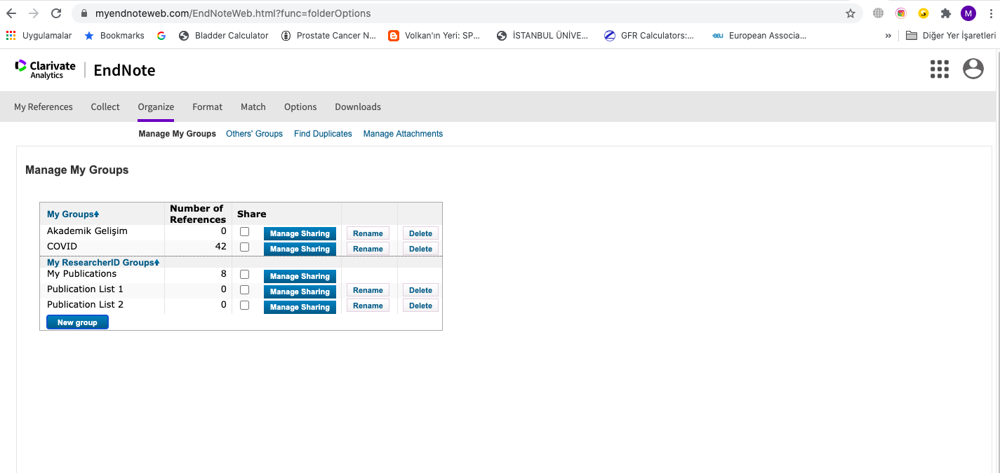 myendnoteweb.com/EndNoteWeb.html?func=folderOptions
M
Uygulamalar Bookmarks Bladder Calculator Prostate Cancer N... Volkan'ın Yeri: SP... İSTANBUL ÜNİVE... GFR Calculators:... European Associa... » Diğer Yer İşaretleri
Clarivate
Analytics
EndNote
My References Collect Organize Format Match Options Downloads
Manage My Groups Others' Groups Find Duplicates Manage Attachments
Manage My Groups
My Groups Number of References Share
Akademik Gelişim 0 Manage Sharing Rename Delete
COVID 42 Manage Sharing Rename Delete
My ResearcherID Groups
My Publications 8 Manage Sharing
Publication List 1 0 Manage Sharing Rename Delete
Publication List 2 0 Manage Sharing Rename Delete
New group